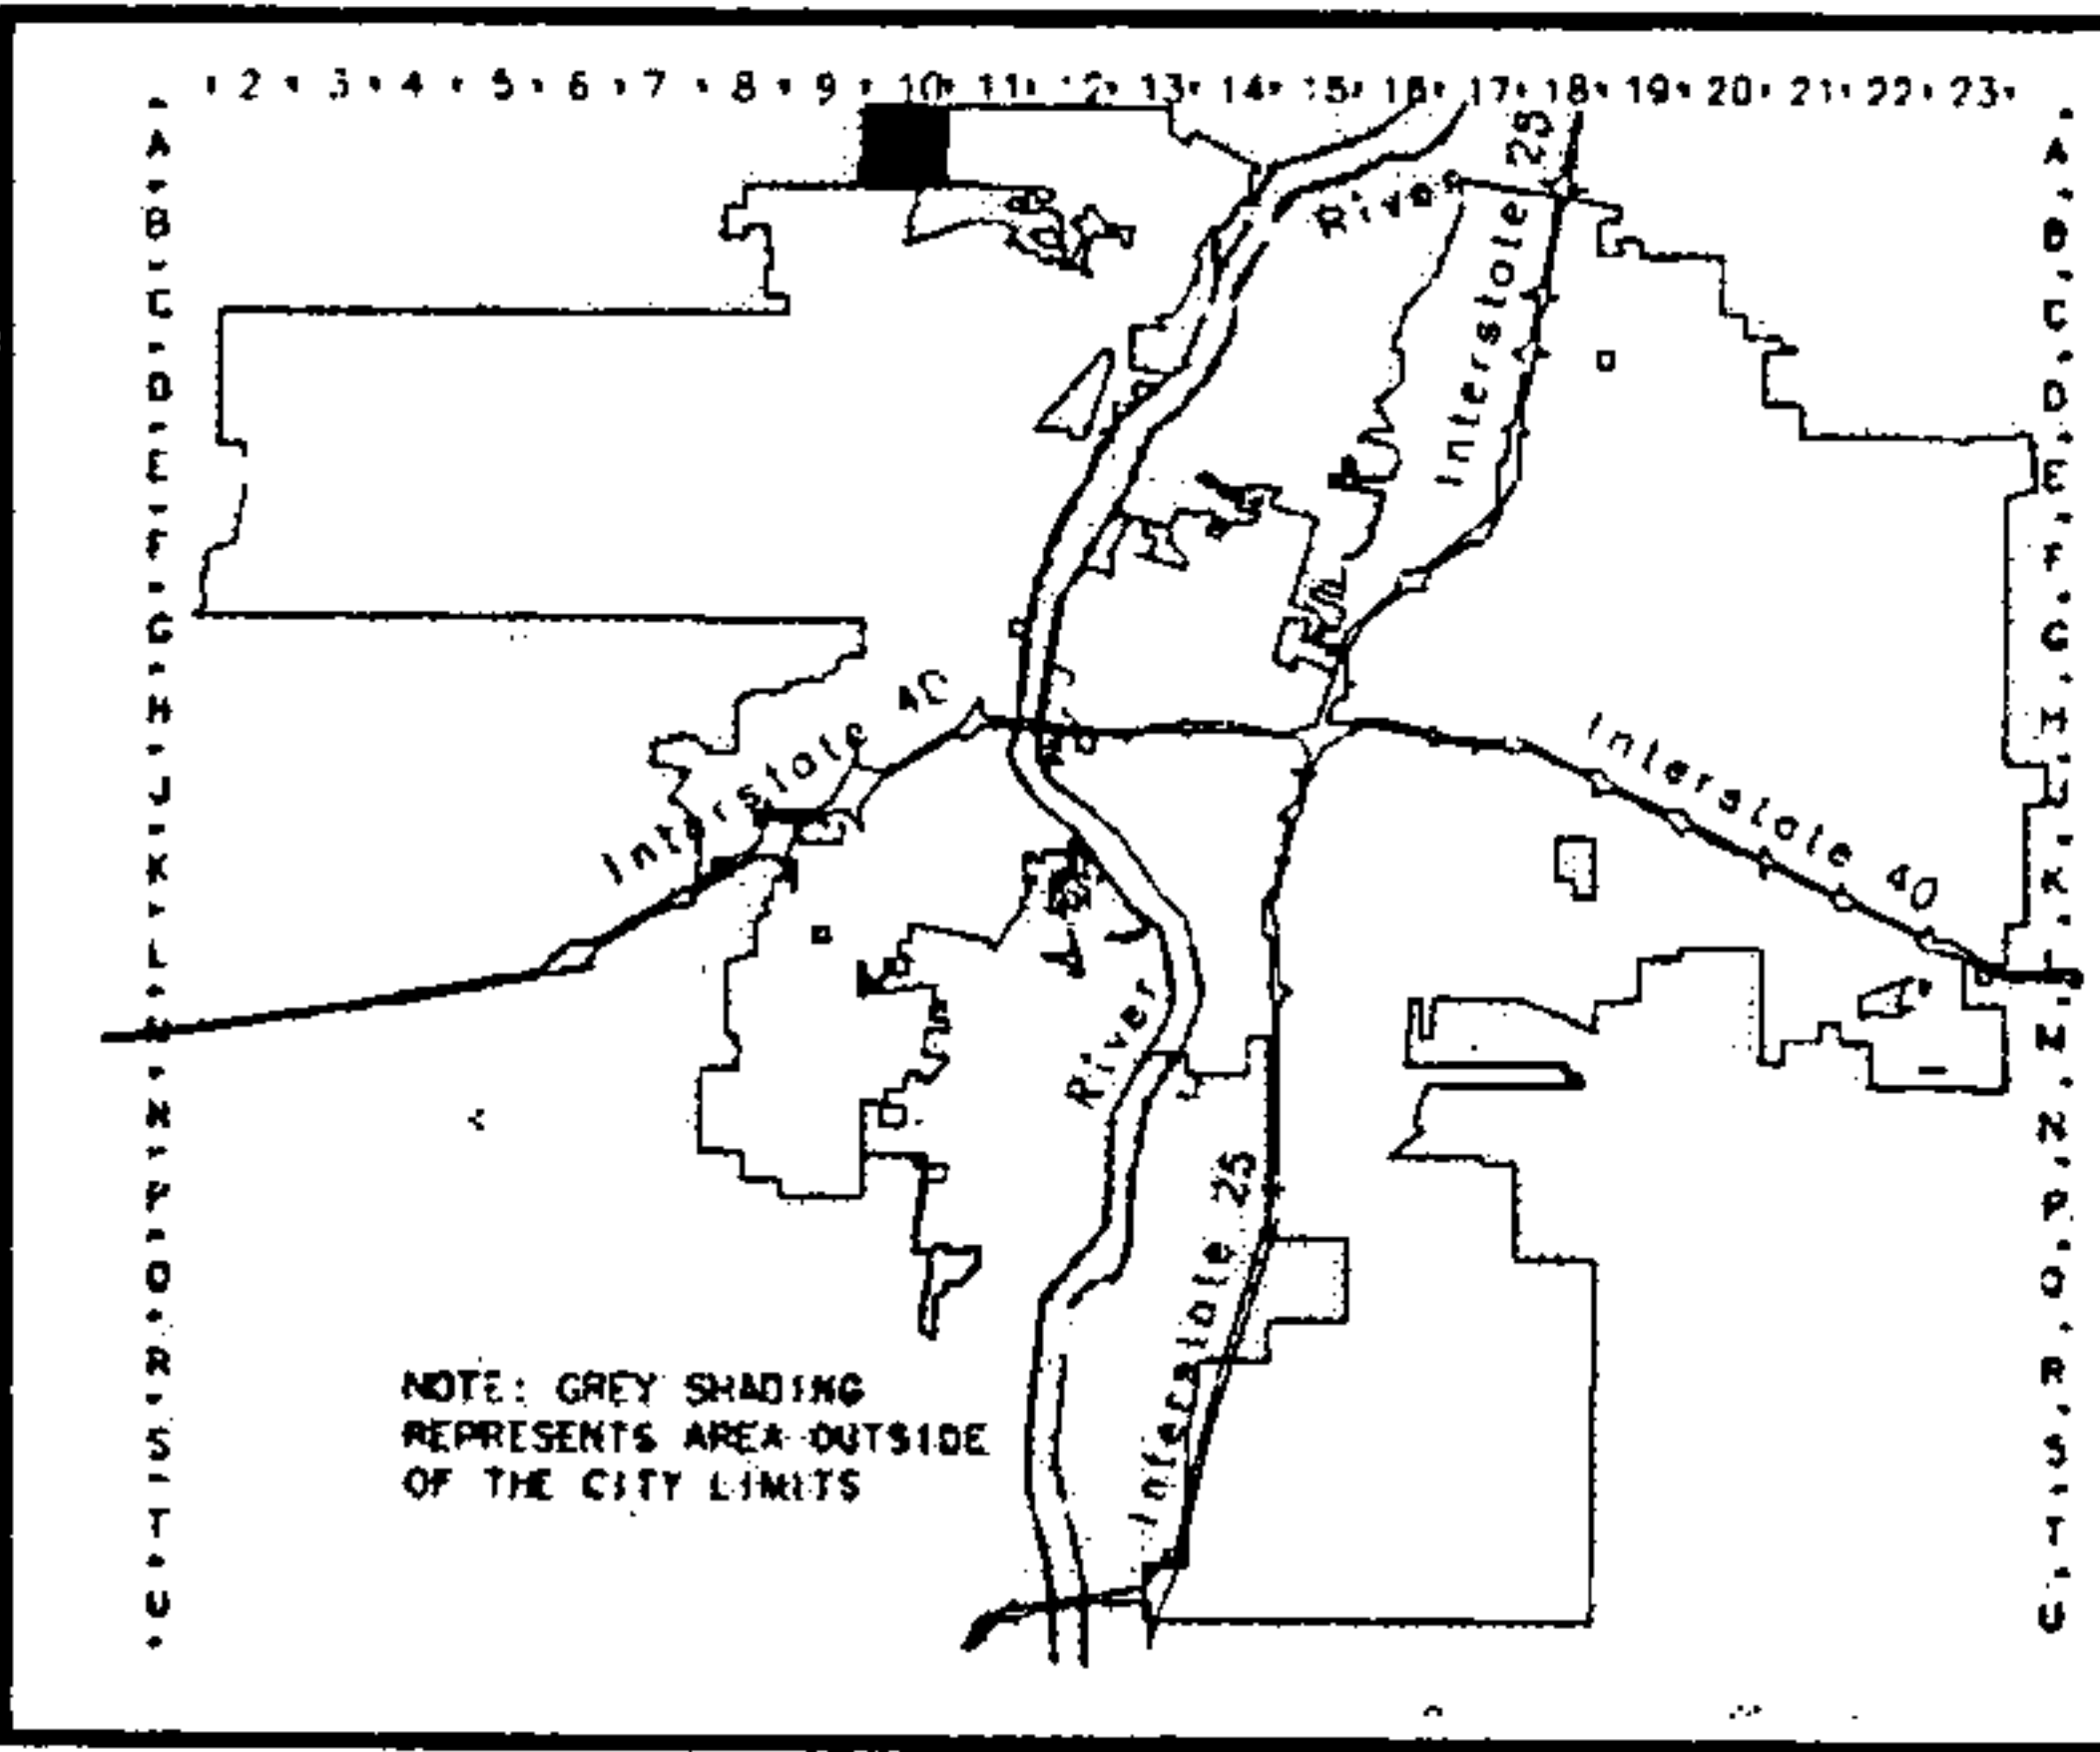 2 3 4 5 6 7 8 9 10 11 12 13 14 15 16 17 18 19 20 21 22 23
A
B
C
D
E
F
G
H
J
K
L
M
N
P
Q
R
S
T
U
A
B
C
D
E
F
G
H
J
K
L
M
N
P
Q
R
S
T
U
River
Interstate 25
Interstate 40
Interstate 40
River
Interstate 25
NOTE: GREY SHADING
REPRESENTS AREA OUTSIDE
OF THE CITY LIMITS